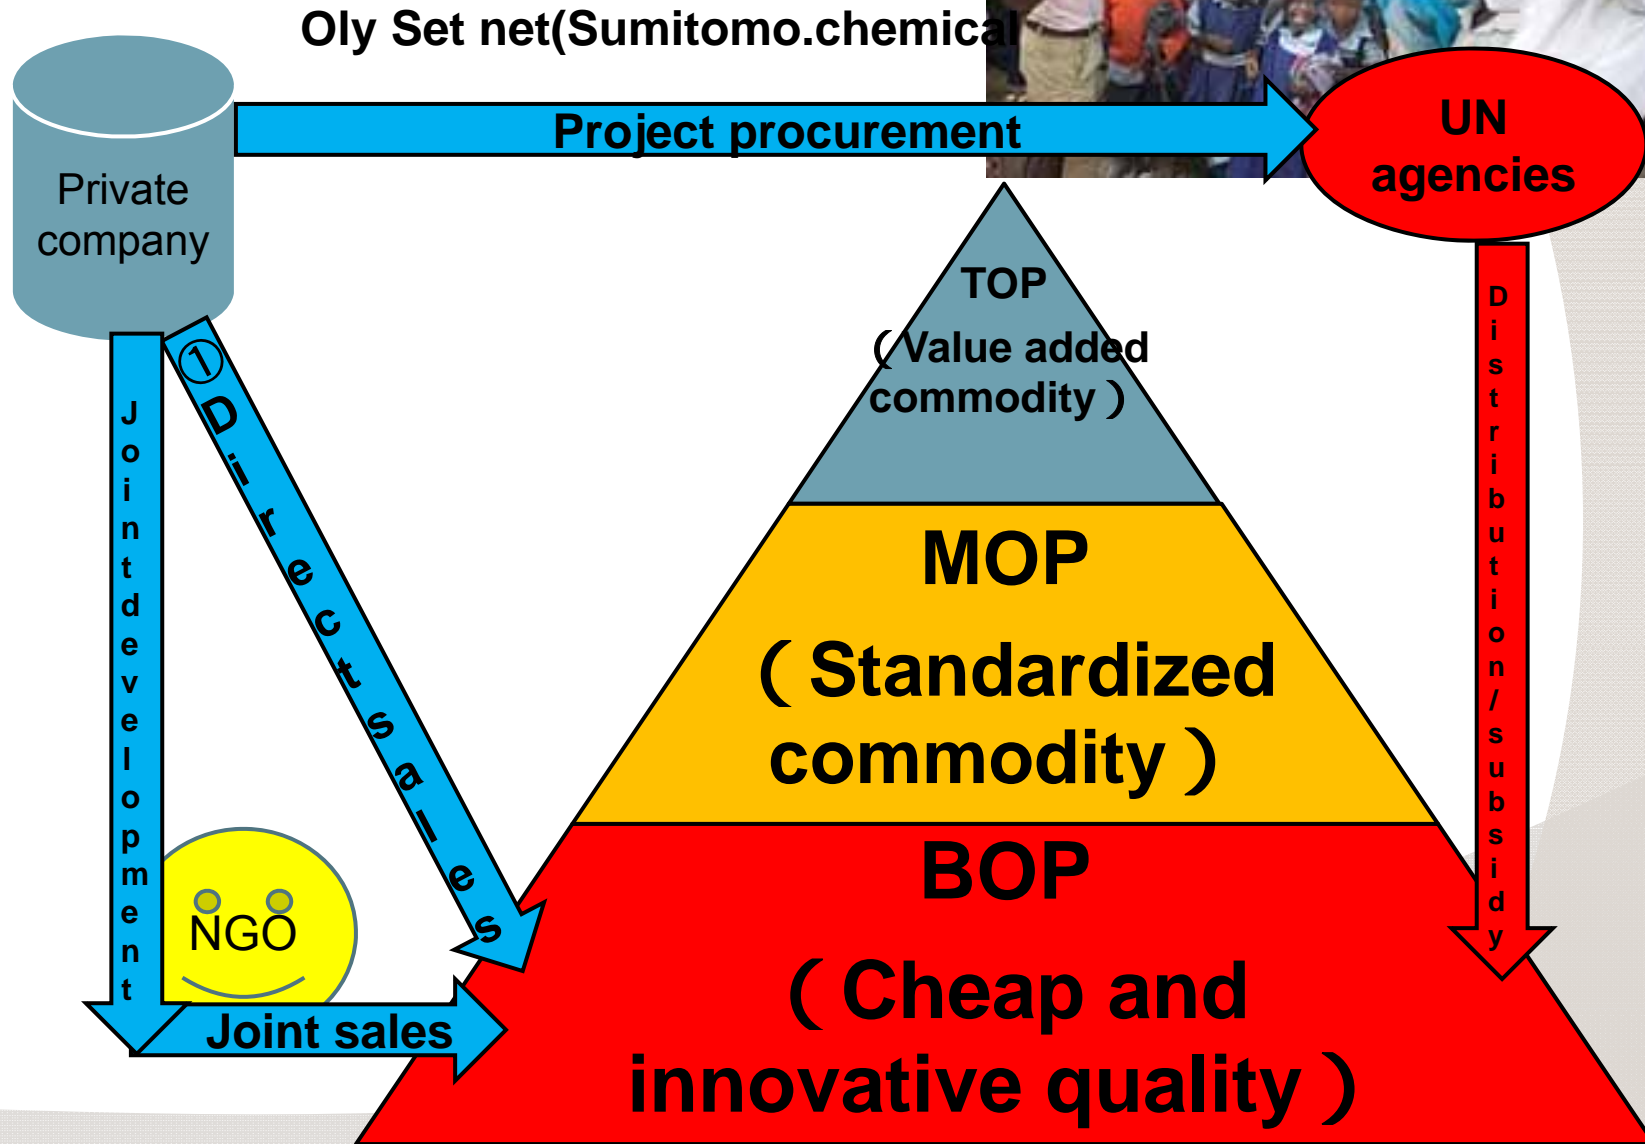 Oly Set net(Sumitomo.chemical
Private
company
Project procurement
UN
agencies
TOP
（Value added
commodity）
MOP
（Standardized
commodity）
BOP
（Cheap and
innovative quality）
Joint development
①Direct sales
NGO
Joint sales
Distribution/subsidy